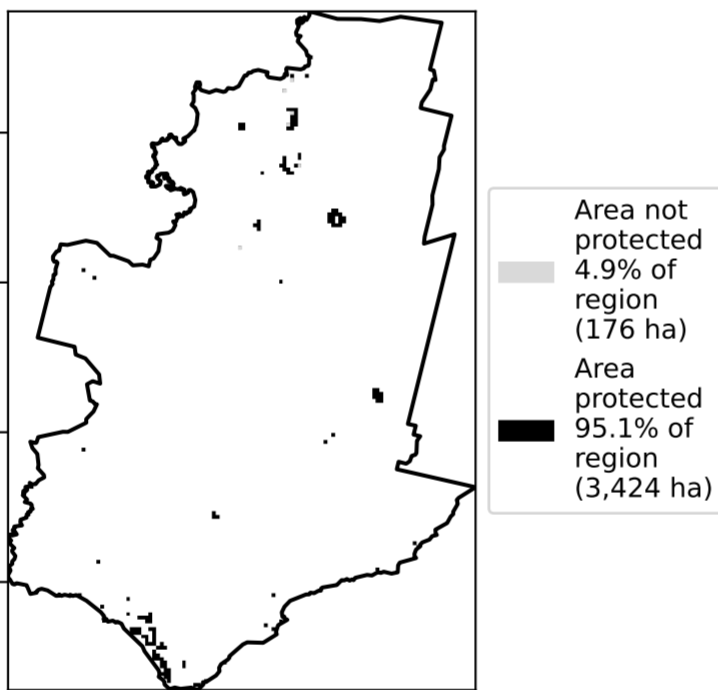 Area not
protected
4.9% of
region
(176 ha)
Area
protected
95.1% of
region
(3,424 ha)